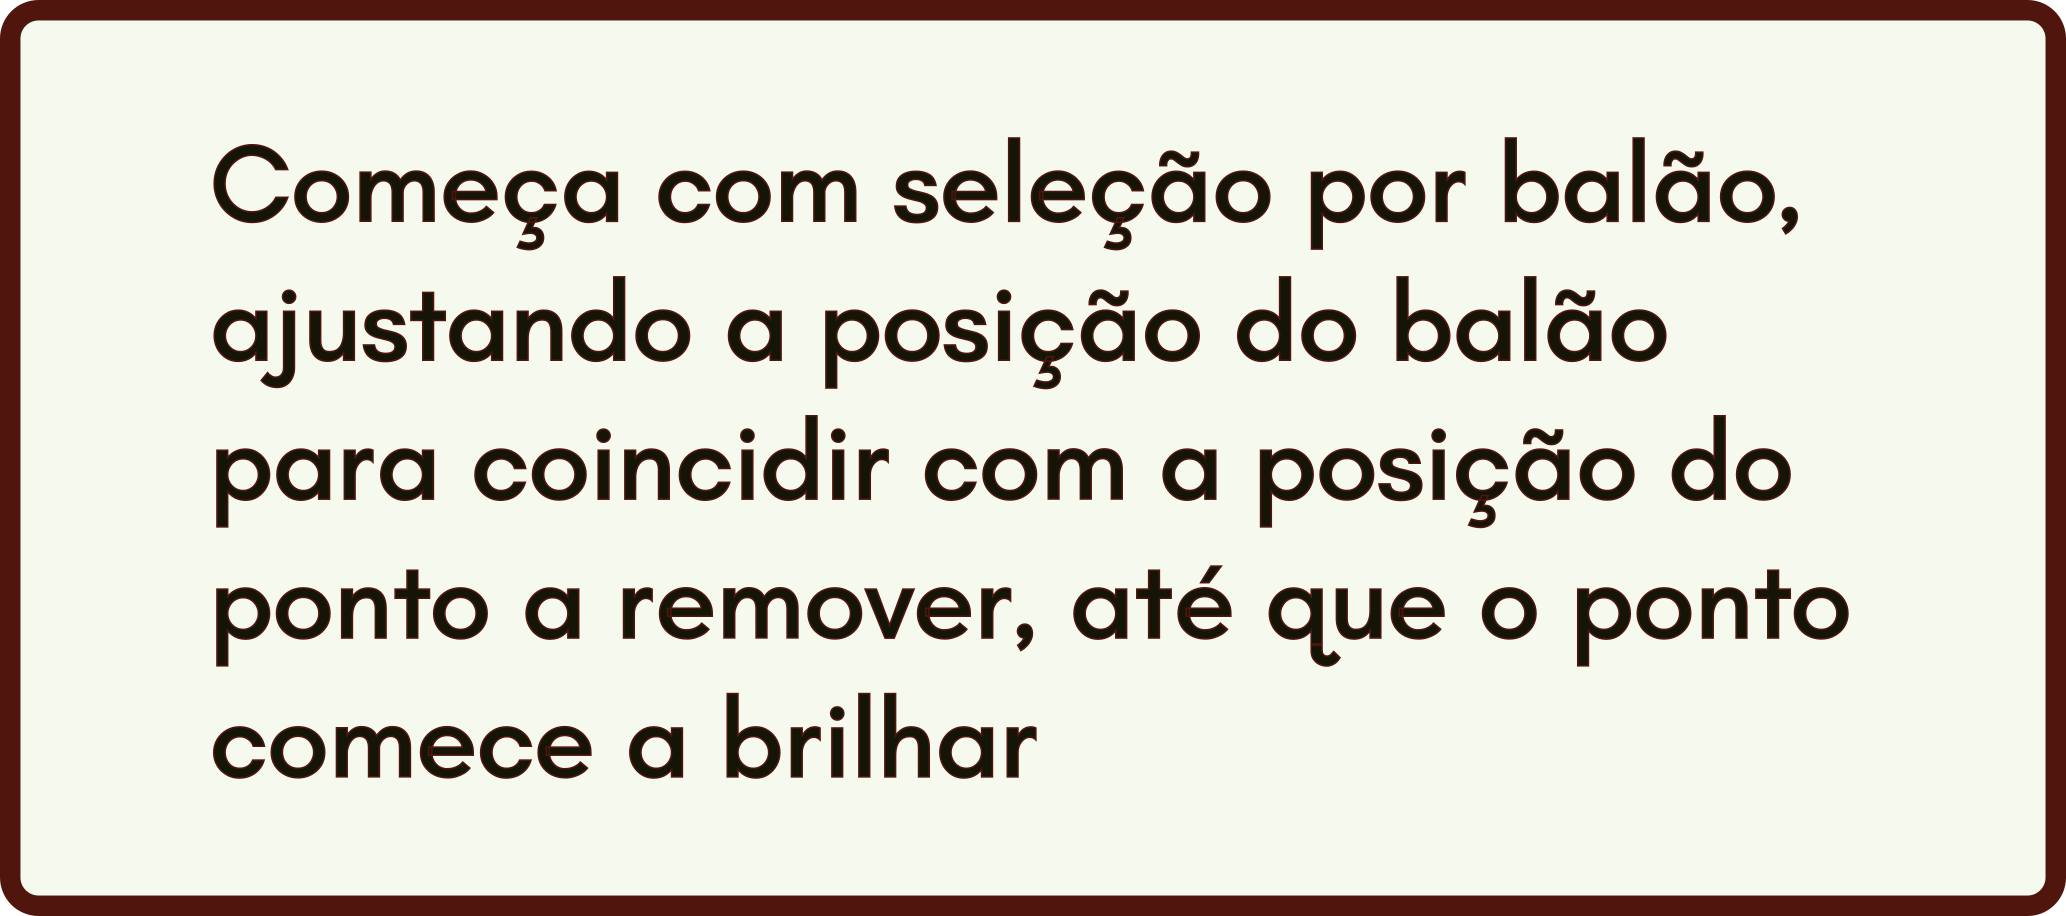 Começa com seleção por balão,
ajustando a posição do balão
para coincidir com a posição do
ponto a remover, até que o ponto
comece a brilhar